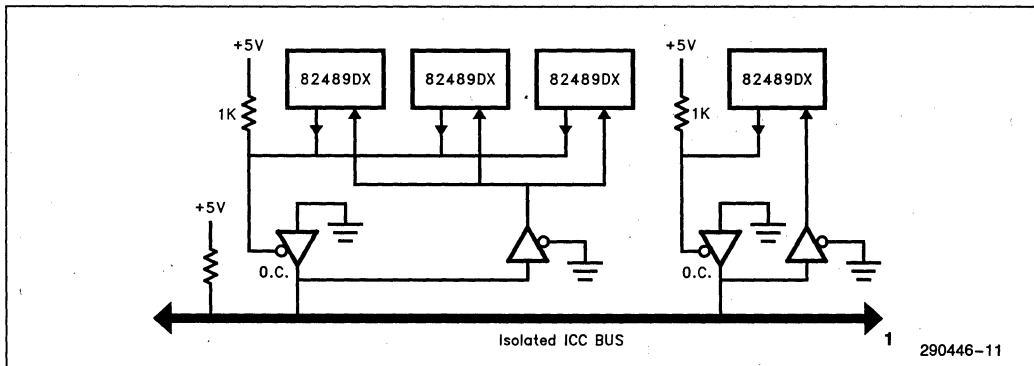 +5V
82489DX
82489DX
82489DX
+5V
82489DX
1K
1K
+5V
O.C.
O.C.
Isolated ICC BUS
1
290446-11